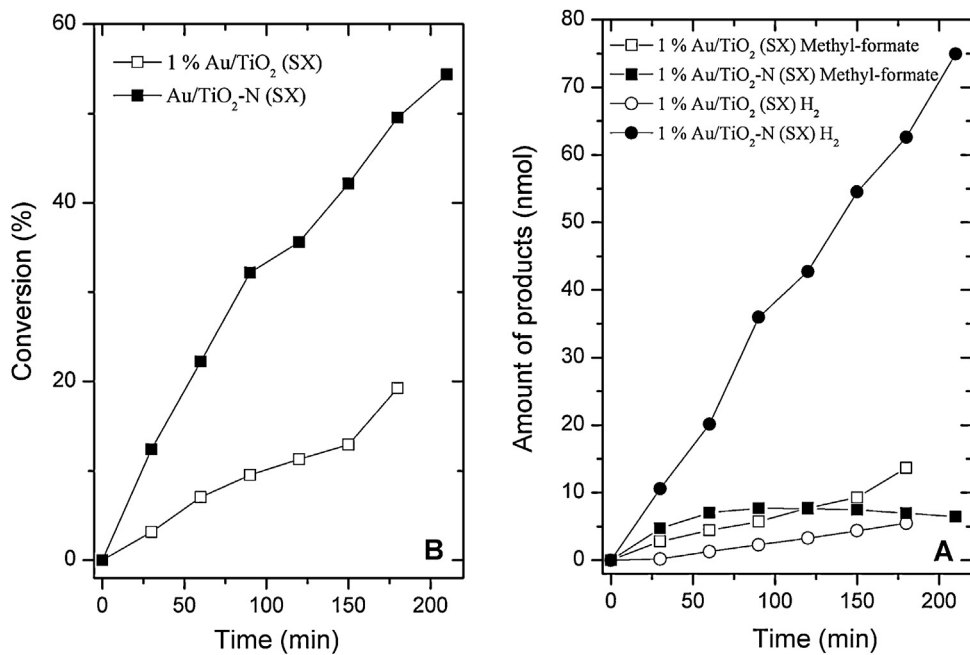 60
40
20
0
Conversion (%)
1 % Au/TiO₂ (SX)
Au/TiO₂-N (SX)
B
0
50
100
150
200
Time (min)
80
70
60
50
40
30
20
10
0
Amount of products (nmol)
1 % Au/TiO₂ (SX) Methyl-formate
1 % Au/TiO₂-N (SX) Methyl-formate
1 % Au/TiO₂ (SX) H₂
1 % Au/TiO₂-N (SX) H₂
A
0
50
100
150
200
Time (min)